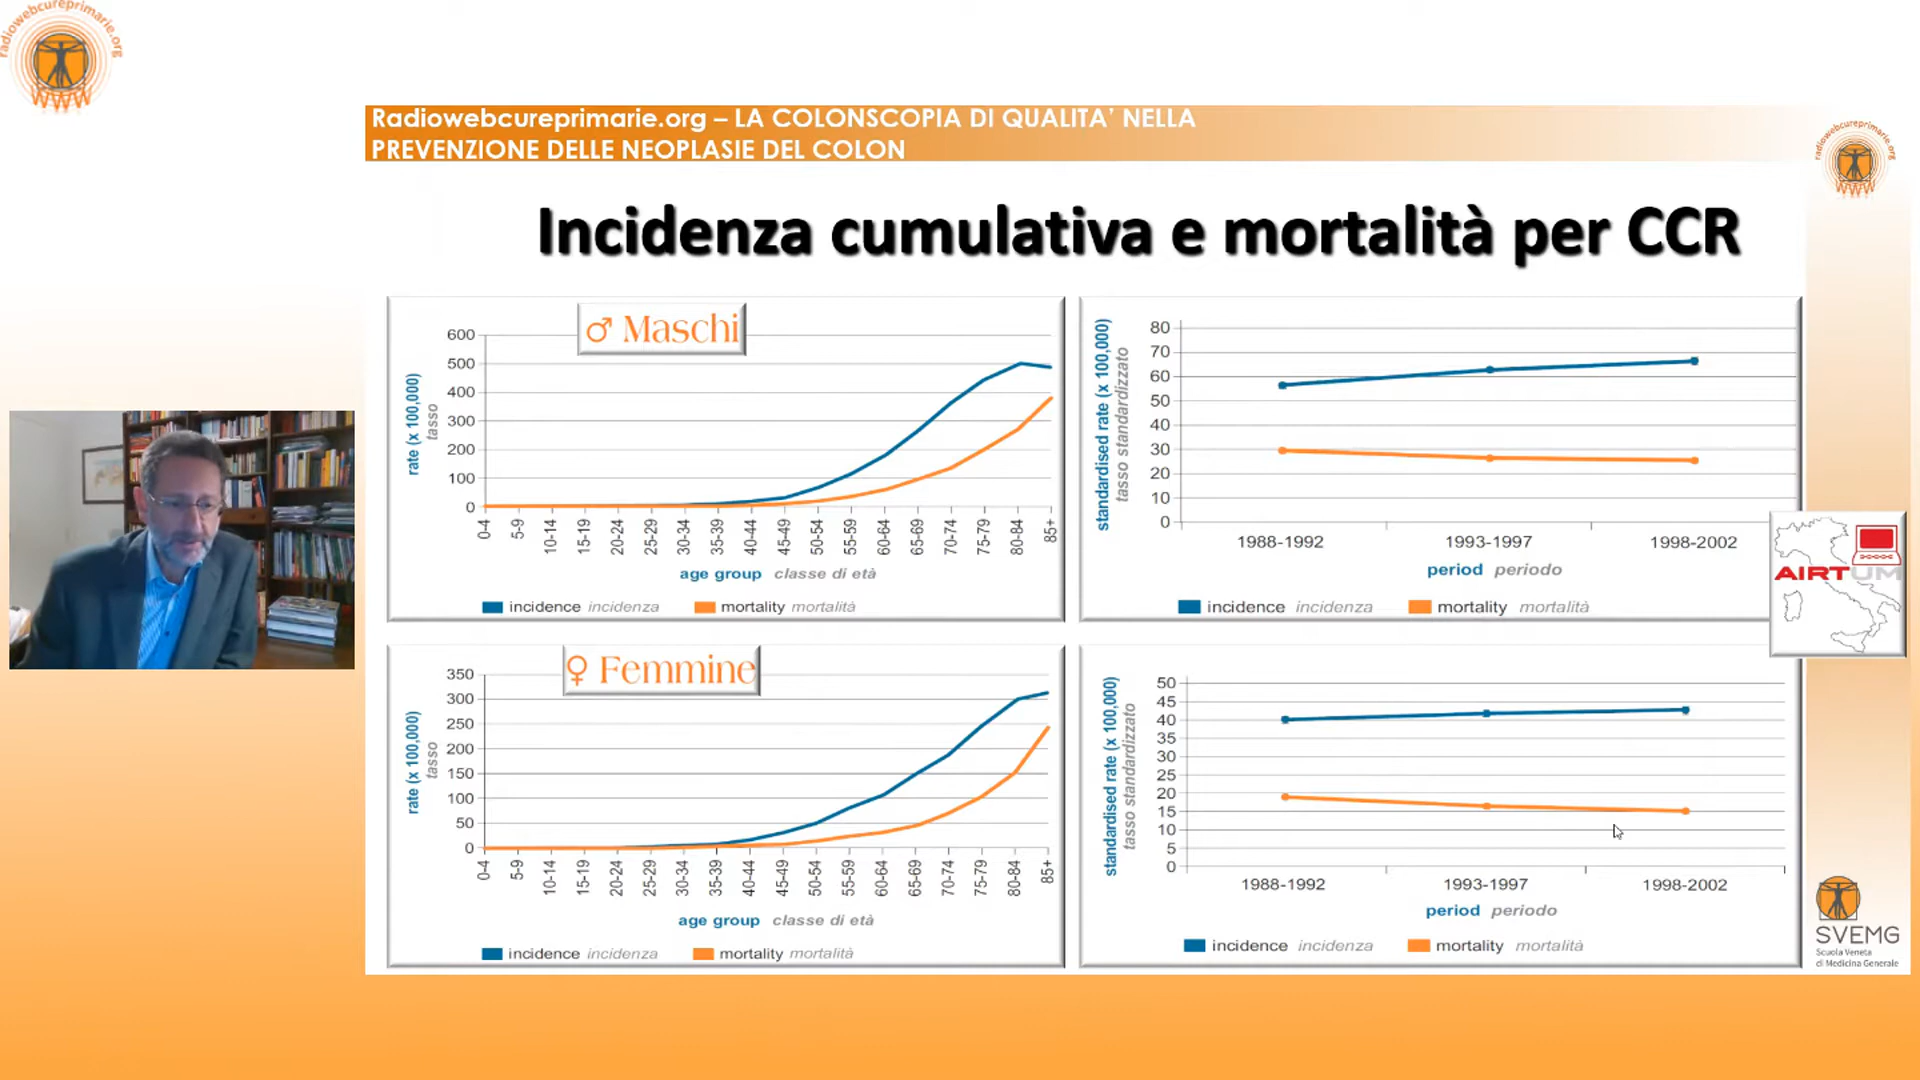 radiowebcureprimarie.org
WWW
Radiowebcureprimarie.org – LA COLONSCOPIA DI QUALITA’ NELLA
PREVENZIONE DELLE NEOPLASIE DEL COLON
radiowebcureprimarie.org
WWW
Incidenza cumulativa e mortalità per CCR
♂ Maschi
rate (x 100,000)
tasso
600
500
400
300
200
100
0
0-4 5-9 10-14 15-19 20-24 25-29 30-34 35-39 40-44 45-49 50-54 55-59 60-64 65-69 70-74 75-79 80-84 85+
age group classe di età
incidence incidenza mortality mortalità
standardised rate (x 100,000)
tasso standardizzato
80
70
60
50
40
30
20
10
0
1988-1992 1993-1997 1998-2002
period periodo
incidence incidenza mortality mortalità
AIRTUM
♀ Femmine
rate (x 100,000)
tasso
350
300
250
200
150
100
50
0
0-4 5-9 10-14 15-19 20-24 25-29 30-34 35-39 40-44 45-49 50-54 55-59 60-64 65-69 70-74 75-79 80-84 85+
age group classe di età
incidence incidenza mortality mortalità
standardised rate (x 100,000)
tasso standardizzato
50
45
40
35
30
25
20
15
10
5
0
1988-1992 1993-1997 1998-2002
period periodo
incidence incidenza mortality mortalità
SVEMG
Scuola Veneta
di Medicina Generale